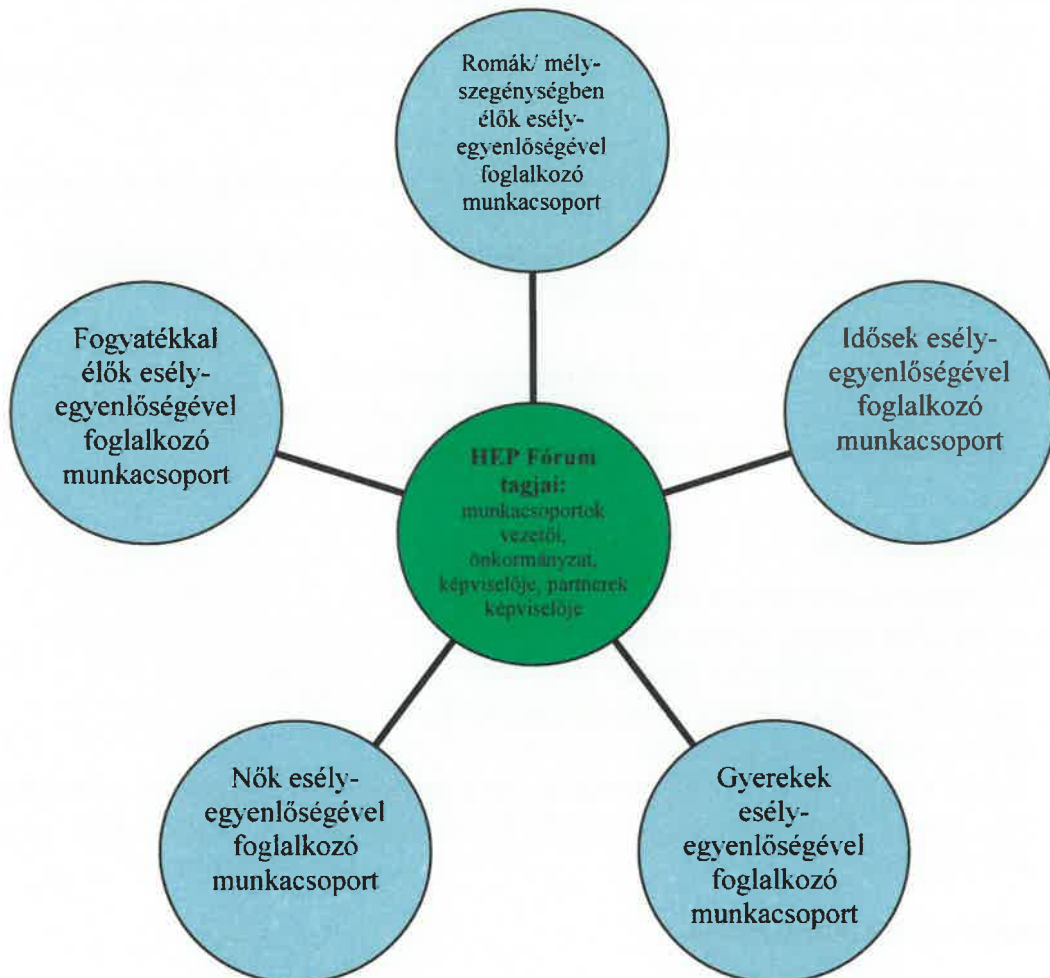 Romák/ mély-
szegénységben
élők esély-
egyenlőségével
foglalkozó
munkacsoport
Fogyatékkal
élők esély-
egyenlőségével
foglalkozó
munkacsoport
Idősek esély-
egyenlőségével
foglalkozó
munkacsoport
HEP Fórum
tagjai:
munkacsoportok
vezetői,
önkormányzat,
képviselője, partnerek
képviselője
Nők esély-
egyenlőségével
foglalkozó
munkacsoport
Gyerekek
esély-
egyenlőségével
foglalkozó
munkacsoport